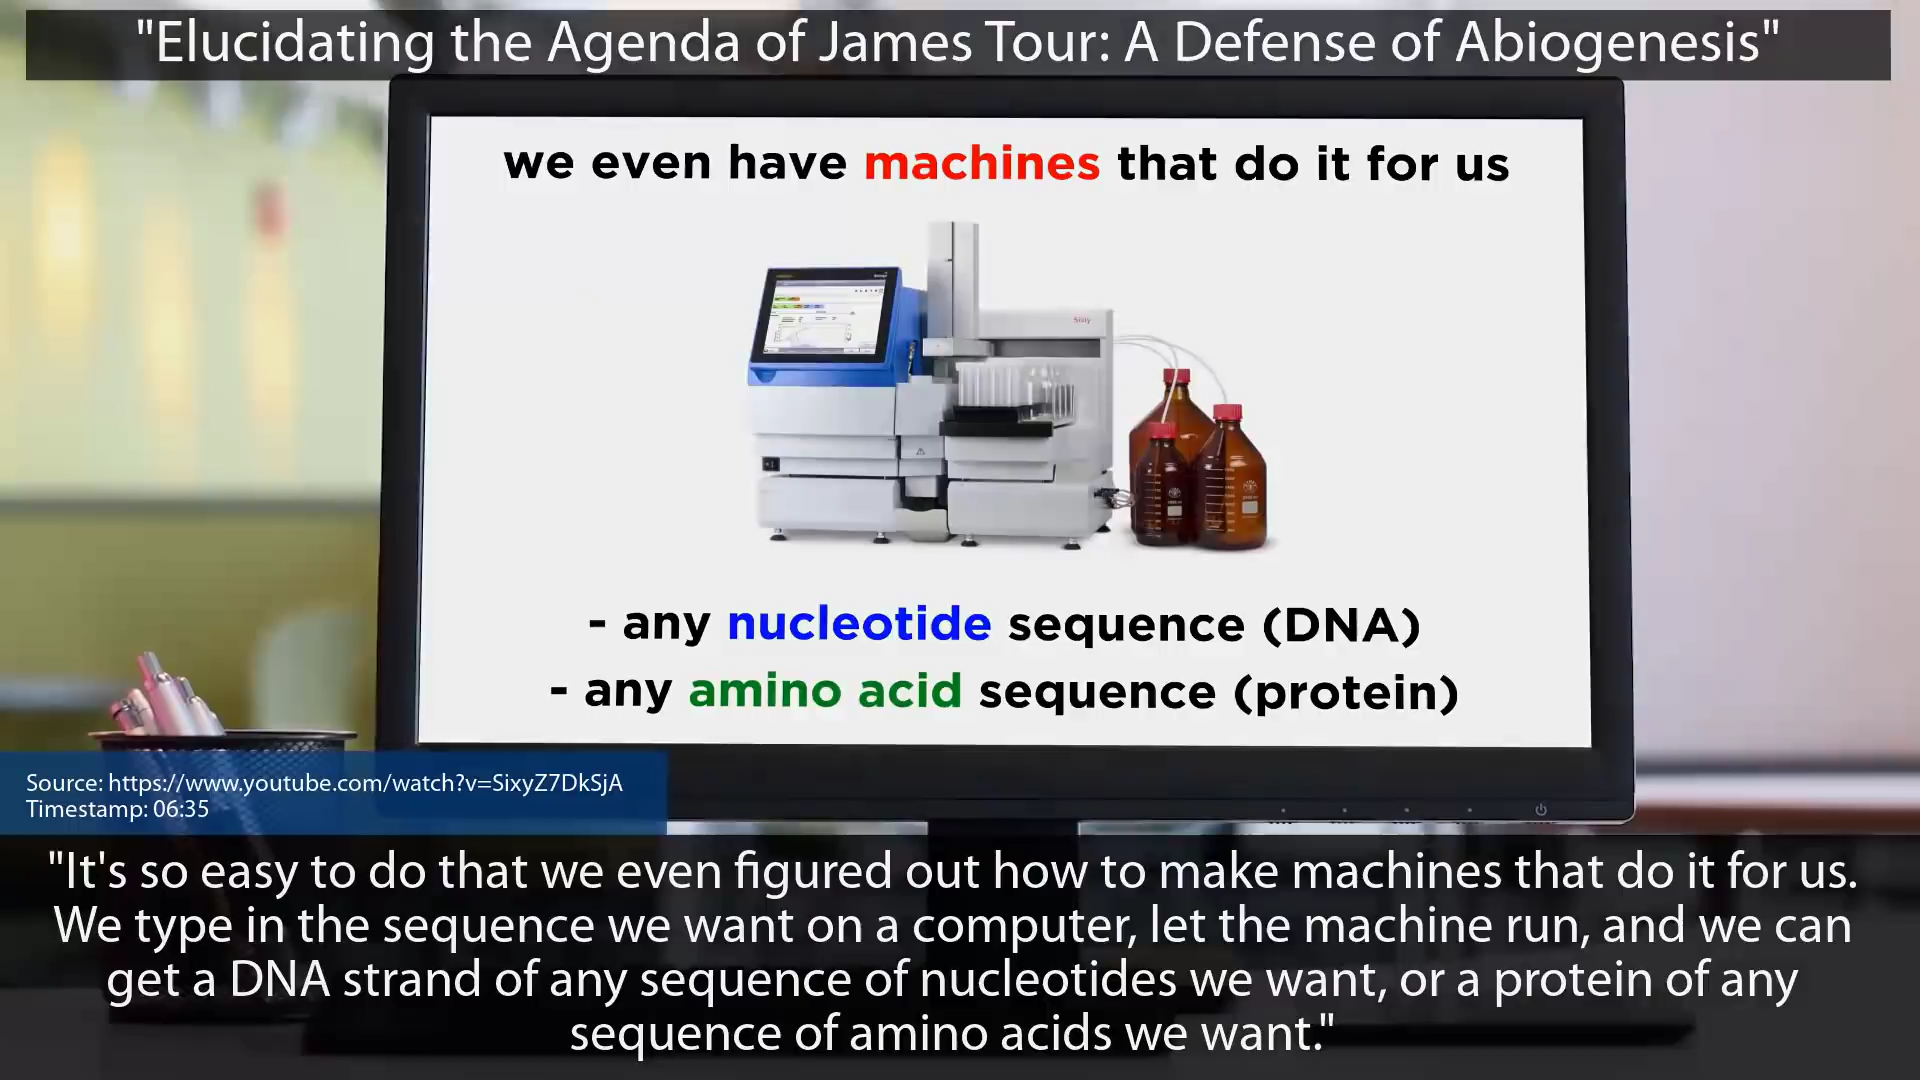 "Elucidating the Agenda of James Tour: A Defense of Abiogenesis"
we even have machines that do it for us
- any nucleotide sequence (DNA)
- any amino acid sequence (protein)
Source: https://www.youtube.com/watch?v=SixyZ7DkSjA
Timestamp: 06:35
"It's so easy to do that we even figured out how to make machines that do it for us.
We type in the sequence we want on a computer, let the machine run, and we can
get a DNA strand of any sequence of nucleotides we want, or a protein of any
sequence of amino acids we want."